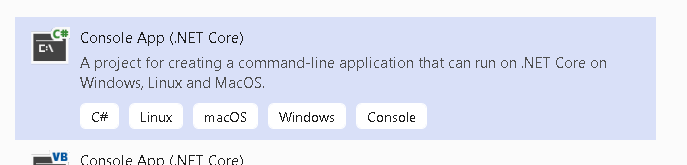 C#
C:\
Console App (.NET Core)
A project for creating a command-line application that can run on .NET Core on
Windows, Linux and MacOS.
C# Linux macOS Windows Console
VB
Console App (.NET Core)